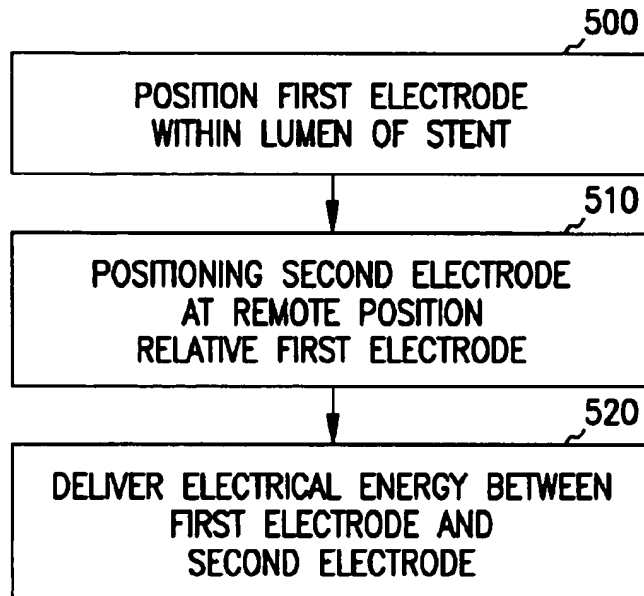 500
POSITION FIRST ELECTRODE
WITHIN LUMEN OF STENT
510
POSITIONING SECOND ELECTRODE
AT REMOTE POSITION
RELATIVE FIRST ELECTRODE
520
DELIVER ELECTRICAL ENERGY BETWEEN
FIRST ELECTRODE AND
SECOND ELECTRODE